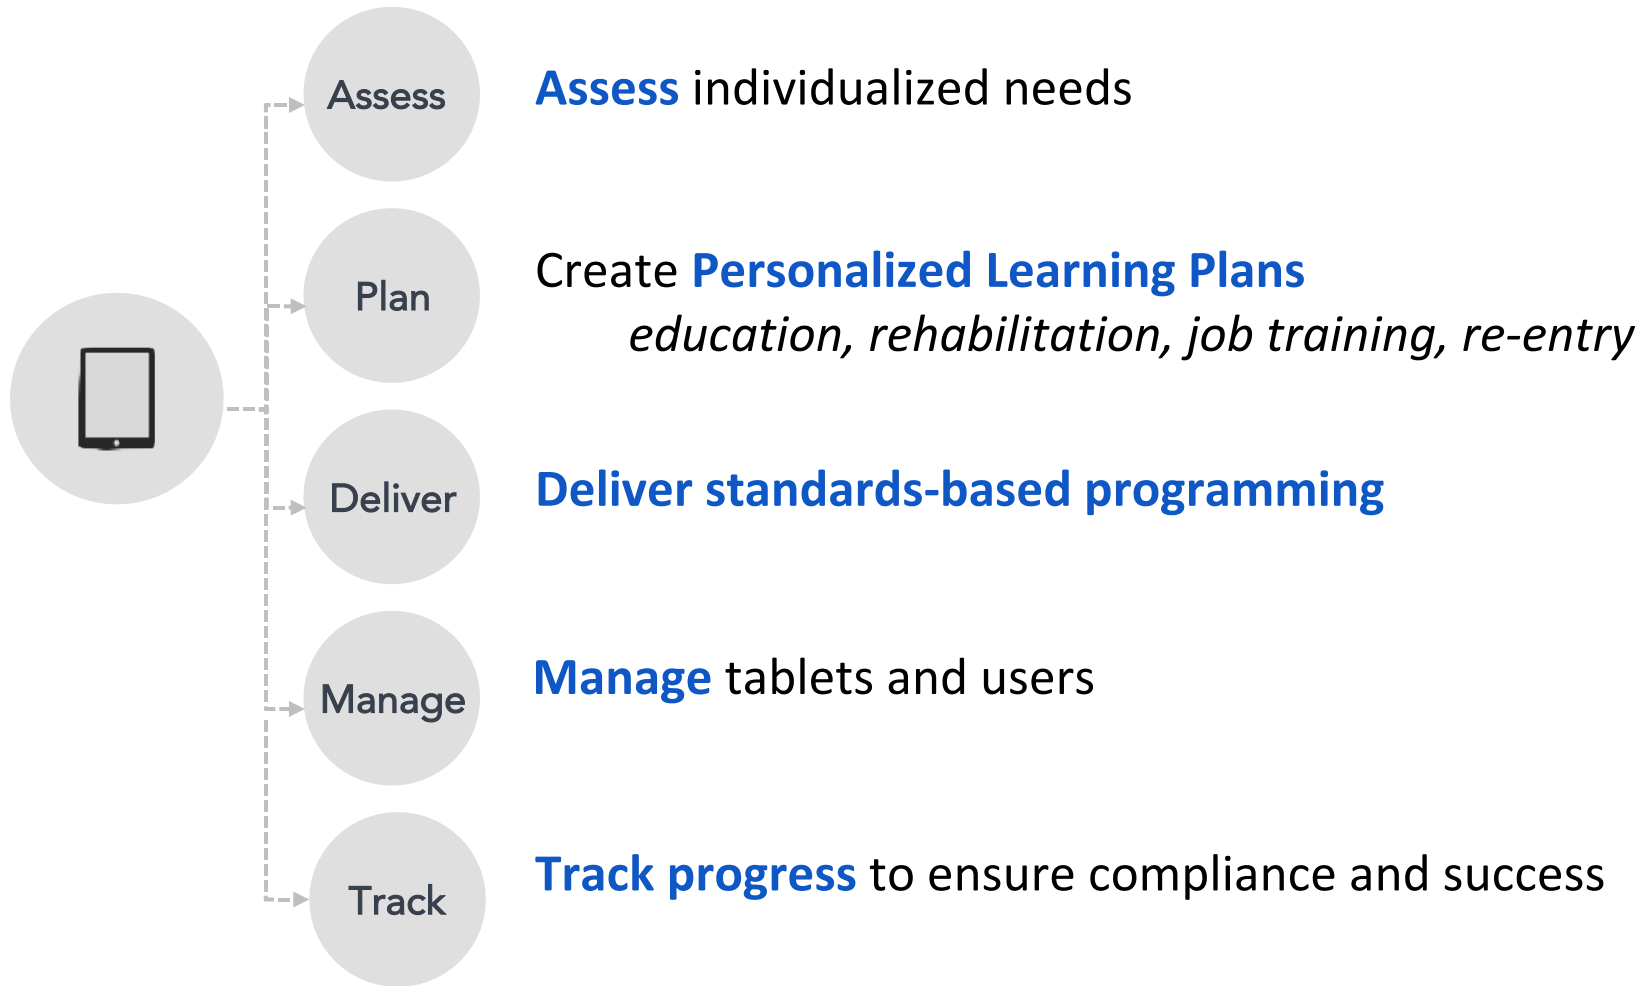 Assess
Assess individualized needs
Plan
Create Personalized Learning Plans
education, rehabilitation, job training, re-entry
Deliver
Deliver standards-based programming
Manage
Manage tablets and users
Track
Track progress to ensure compliance and success